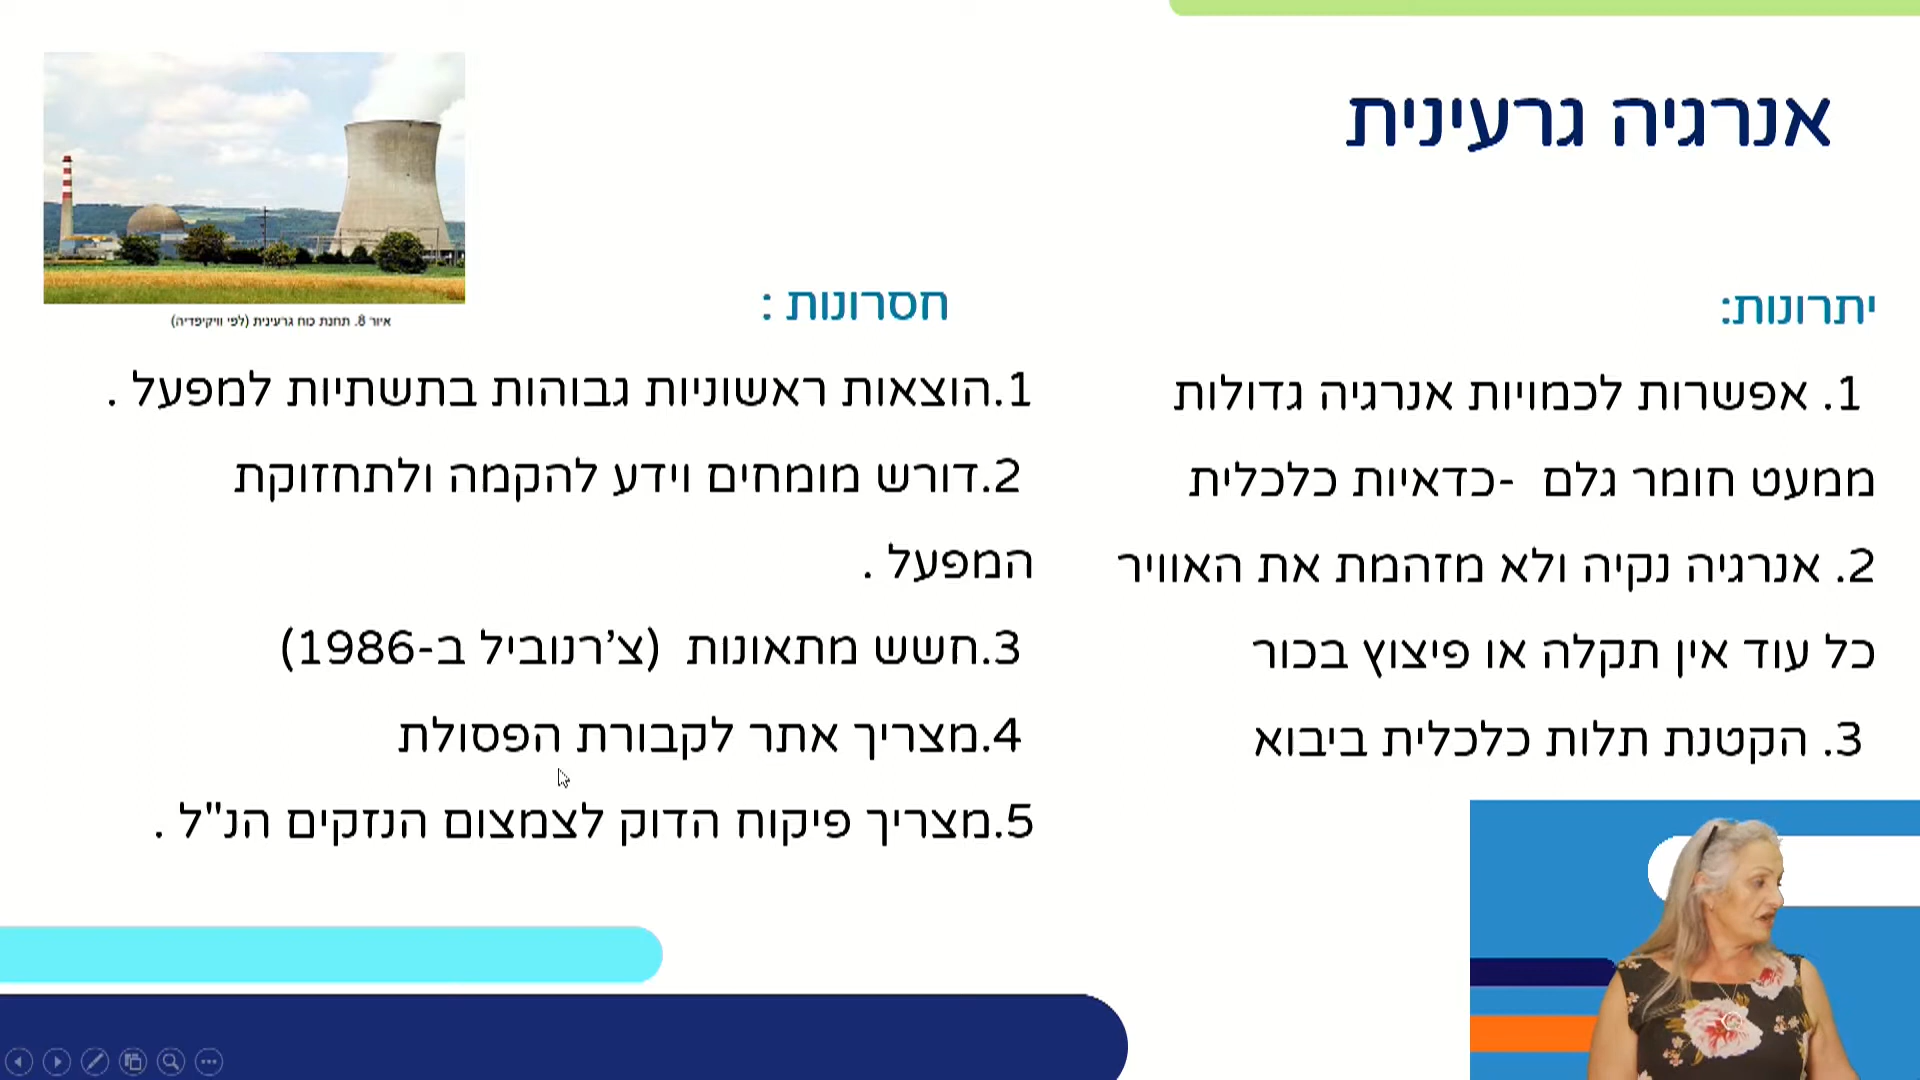 אנרגיה גרעינית
יתרונות:
1. אפשרות לכמויות אנרגיה גדולות
ממעט חומר גלם -כדאיות כלכלית
2. אנרגיה נקיה ולא מזהמת את האוויר
כל עוד אין תקלה או פיצוץ בכור
3. הקטנת תלות כלכלית ביבוא
חסרונות :
1.הוצאות ראשוניות גבוהות בתשתיות למפעל .
2.דורש מומחים וידע להקמה ולתחזוקת
המפעל .
3.חשש מתאונות (צ'רנוביל ב-1986)
4.מצריך אתר לקבורת הפסולת
5.מצריך פיקוח הדוק לצמצום הנזקים הנ"ל .
איור 8. תחנת כוח גרעינית (לפי וויקיפדיה)